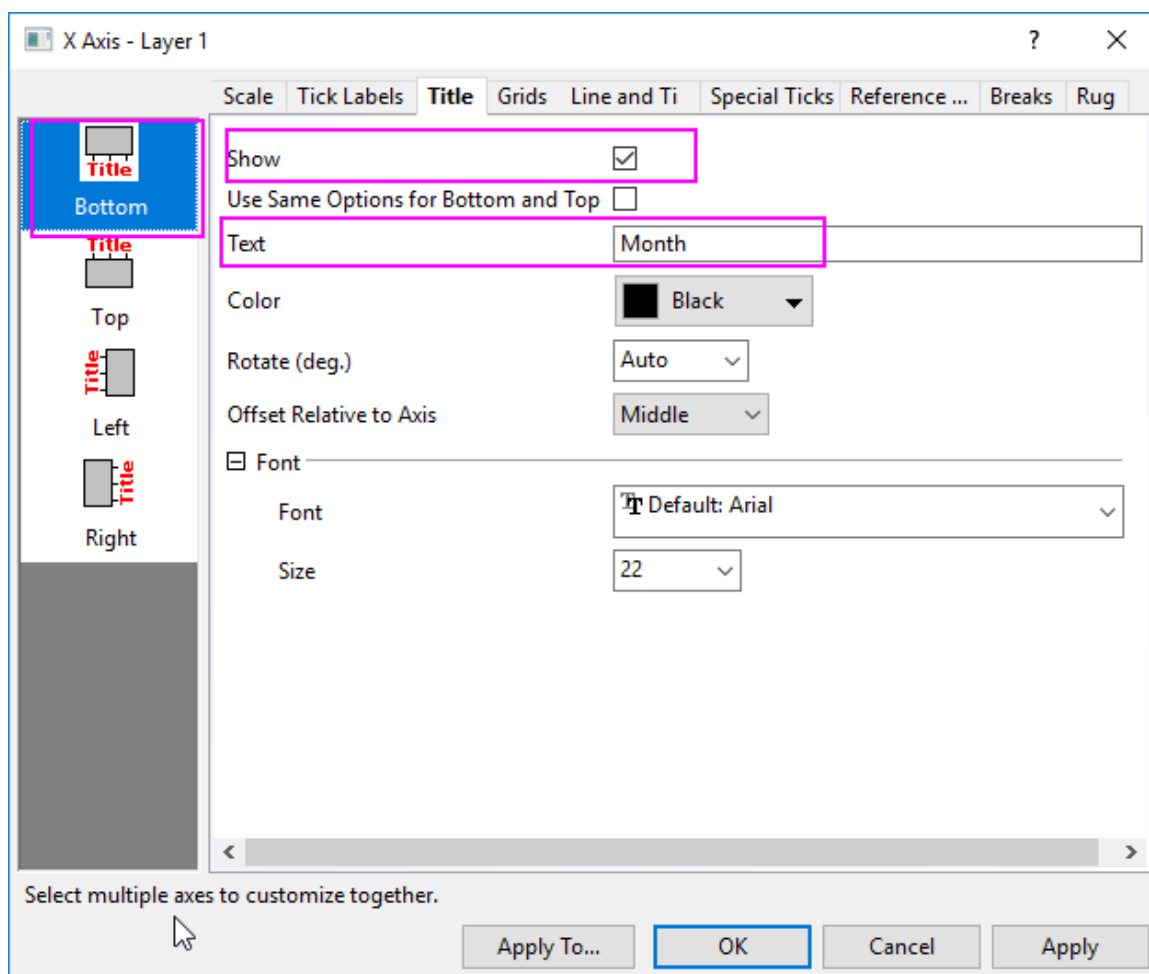 X Axis - Layer 1 ?
Scale Tick Labels Title Grids Line and Ti Special Ticks Reference ... Breaks Rug
Title
Bottom
Title
Top
Title
Left
Title
Right
Show
Use Same Options for Bottom and Top
Text Month
Color Black
Rotate (deg.) Auto
Offset Relative to Axis Middle
Font
Font Default: Arial
Size 22
Select multiple axes to customize together.
Apply To... OK Cancel Apply